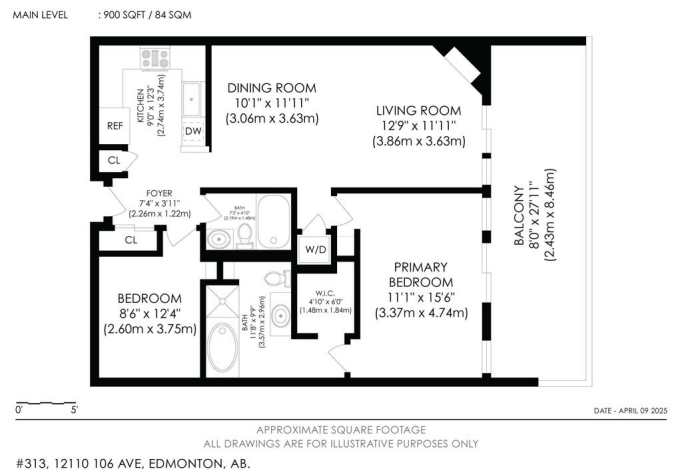 MAIN LEVEL : 900 SQFT / 84 SQM
KITCHEN
9'0" x 12'3"
(2.74m x 3.74m)
REF
DW
CL
DINING ROOM
10'1" x 11'11"
(3.06m x 3.63m)
LIVING ROOM
12'9" x 11'11"
(3.86m x 3.63m)
BALCONY
8'0" x 27'11"
(2.43m x 8.46m)
FOYER
7'4" x 3'11"
(2.26m x 1.22m)
CL
BATH
7'2" x 4'10"
(2.19m x 1.48m)
W/D
BEDROOM
8'6" x 12'4"
(2.60m x 3.75m)
BATH
11'8" x 9'9"
(3.57m x 2.96m)
W.I.C.
4'10" x 6'0"
(1.48m x 1.84m)
PRIMARY
BEDROOM
11'1" x 15'6"
(3.37m x 4.74m)
0' 5'
DATE - APRIL 09 2025
APPROXIMATE SQUARE FOOTAGE
ALL DRAWINGS ARE FOR ILLUSTRATIVE PURPOSES ONLY
#313, 12110 106 AVE, EDMONTON, AB.